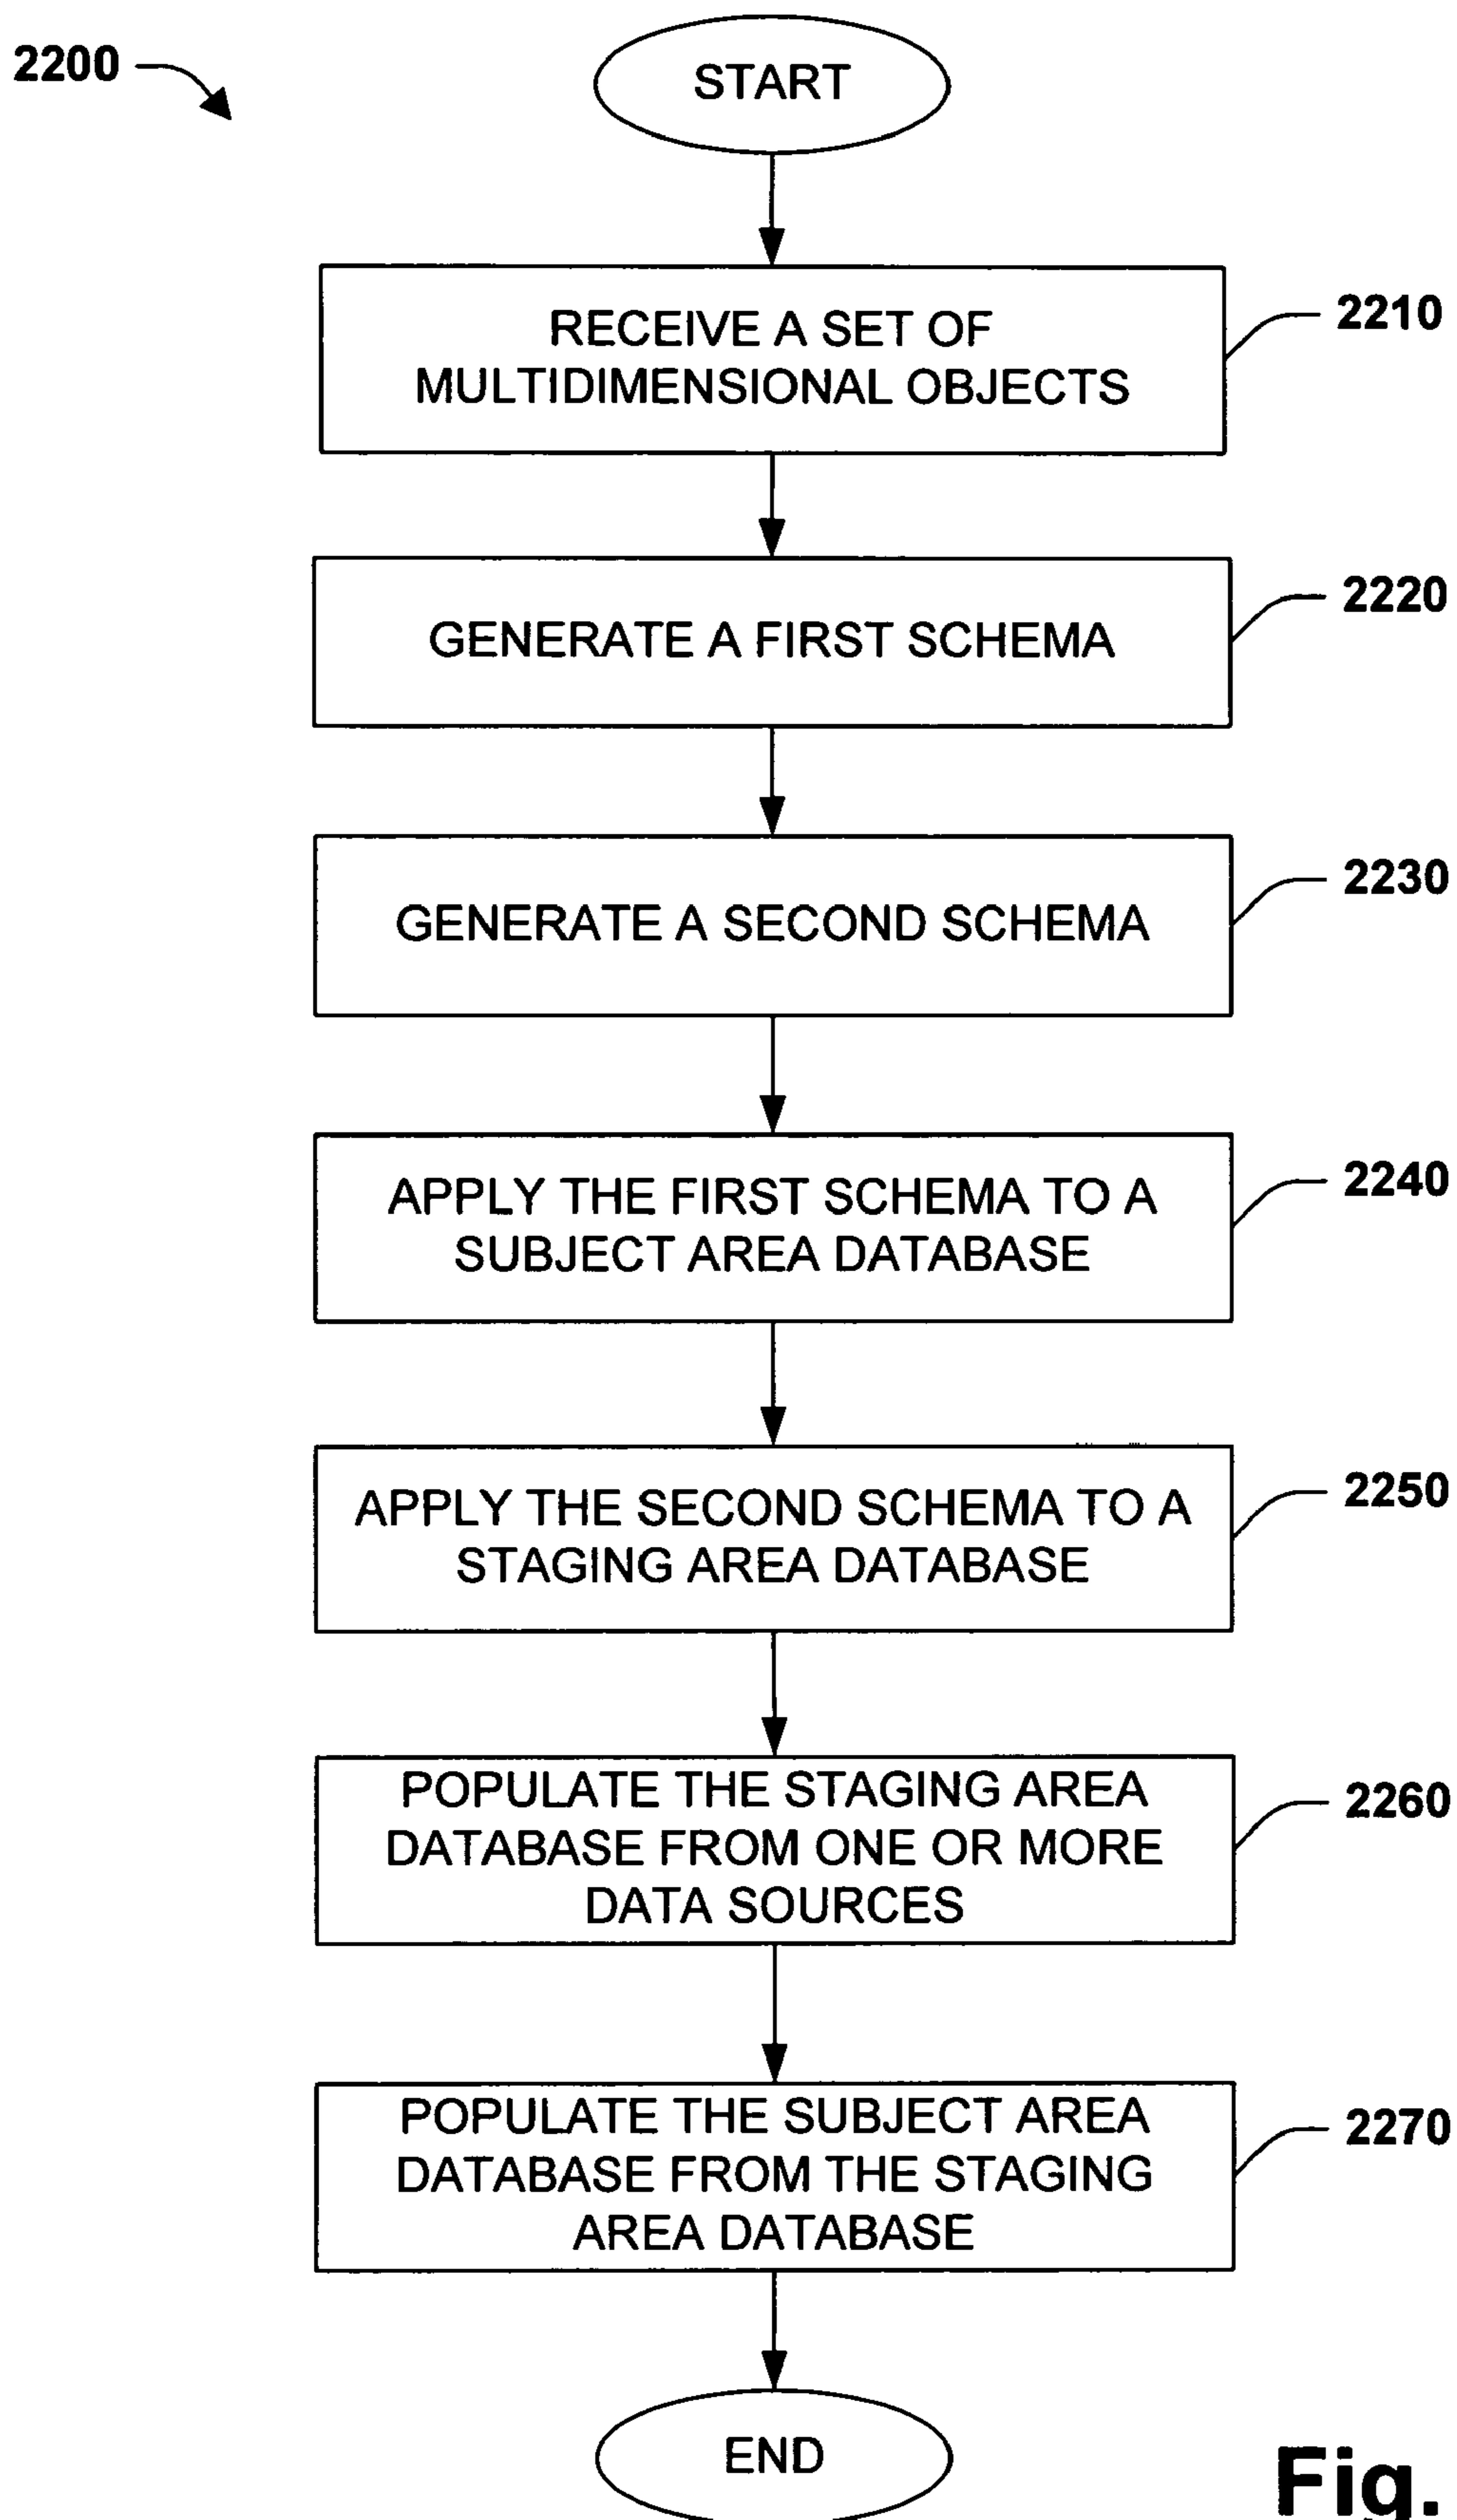 2200
START
RECEIVE A SET OF
MULTIDIMENSIONAL OBJECTS
2210
GENERATE A FIRST SCHEMA
2220
GENERATE A SECOND SCHEMA
2230
APPLY THE FIRST SCHEMA TO A
SUBJECT AREA DATABASE
2240
APPLY THE SECOND SCHEMA TO A
STAGING AREA DATABASE
2250
POPULATE THE STAGING AREA
DATABASE FROM ONE OR MORE
DATA SOURCES
2260
POPULATE THE SUBJECT AREA
DATABASE FROM THE STAGING
AREA DATABASE
2270
END
Fig.